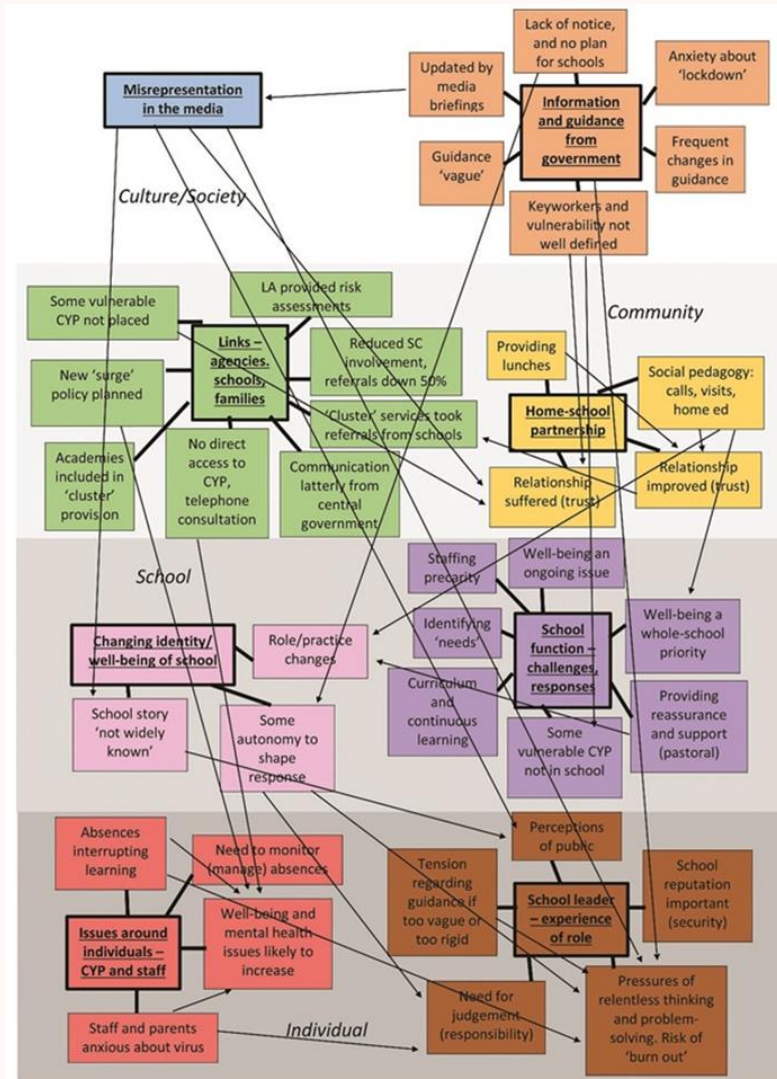 Lack of notice,
and no plan
for schools
Updated by
media
briefings
Anxiety about
‘lockdown’
Misrepresentation
in the media
Information
and guidance
from
government
Guidance
‘vague’
Frequent
changes in
guidance
Culture/Society
Keyworkers and
vulnerability not
well defined
Some vulnerable
CYP not placed
LA provided risk
assessments
Community
Links –
agencies.
schools,
families
Reduced SC
involvement,
referrals down 50%
Providing
lunches
Social pedagogy:
calls, visits,
home ed
New ‘surge’
policy planned
‘Cluster’ services took
referrals from schools
Home-school
partnership
Academies
included in
‘cluster’
provision
No direct
access to
CYP,
telephone
consultation
Communication
latterly from
central
government
Relationship
suffered (trust)
Relationship
improved (trust)
School
Staffing
precarity
Well-being an
ongoing issue
Changing identity/
well-being of school
Role/practice
changes
Identifying
‘needs’
School
function –
challenges,
responses
Well-being a
whole-school
priority
School story
‘not widely
known’
Some
autonomy to
shape
response
Curriculum
and
continuous
learning
Some
vulnerable CYP
not in school
Providing
reassurance
and support
(pastoral)
Absences
interrupting
learning
Need to monitor
(manage) absences
Perceptions
of public
Tension
regarding
guidance if
too vague or
too rigid
School
reputation
important
(security)
Issues around
individuals –
CYP and staff
Well-being and
mental health
issues likely to
increase
School leader
– experience
of role
Staff and parents
anxious about virus
Individual
Need for
judgement
(responsibility)
Pressures of
relentless thinking
and problem-
solving. Risk of
‘burn out’